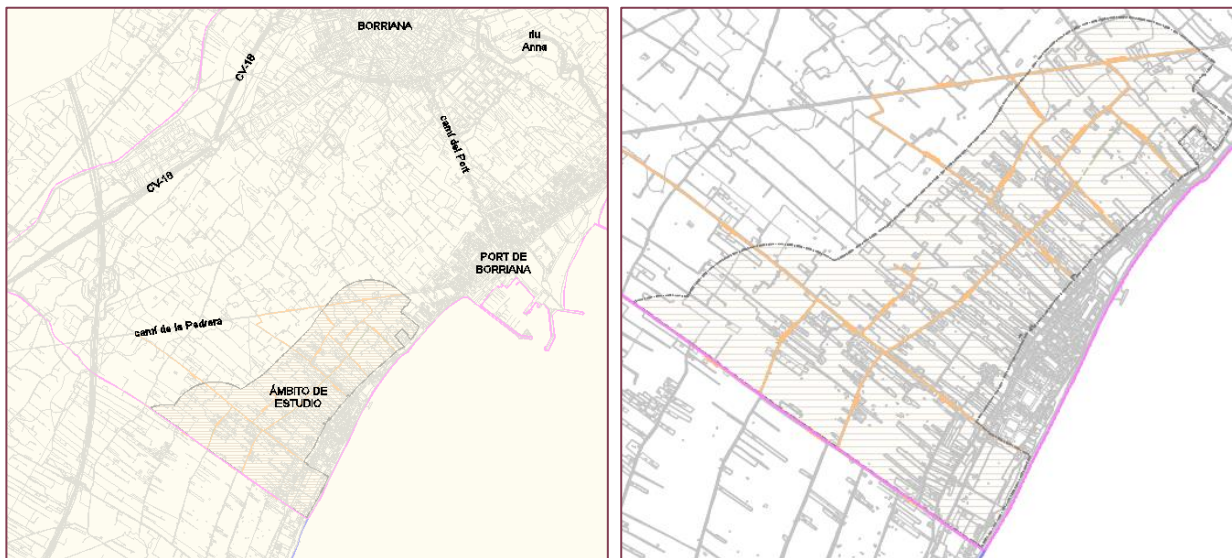 BORRIANA
riu
Anna
CV-18
camí del Port
CV-18
PORT DE
BORRIANA
camí de la Pedrera
ÁMBITO DE
ESTUDIO